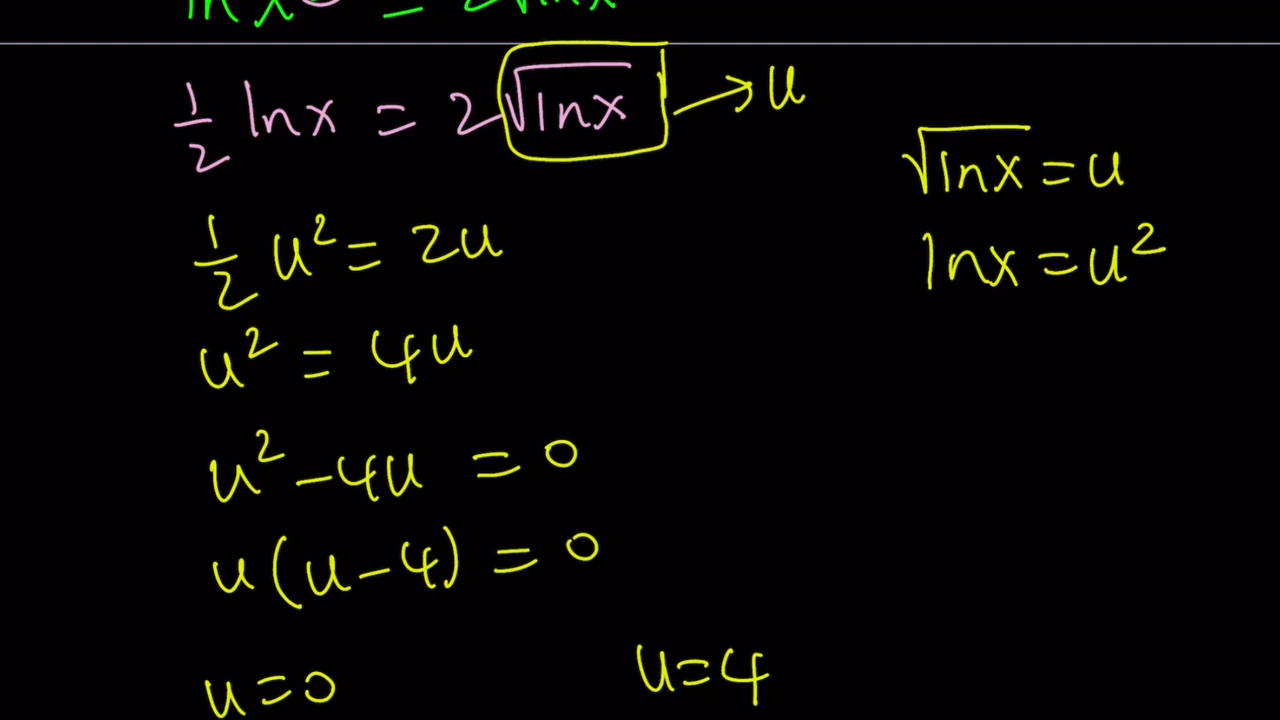 ½ ln x = 2√(ln x) → u
√(ln x) = u
½ u² = 2u
ln x = u²
u² = 4u
u² - 4u = 0
u(u - 4) = 0
u = 0
u = 4